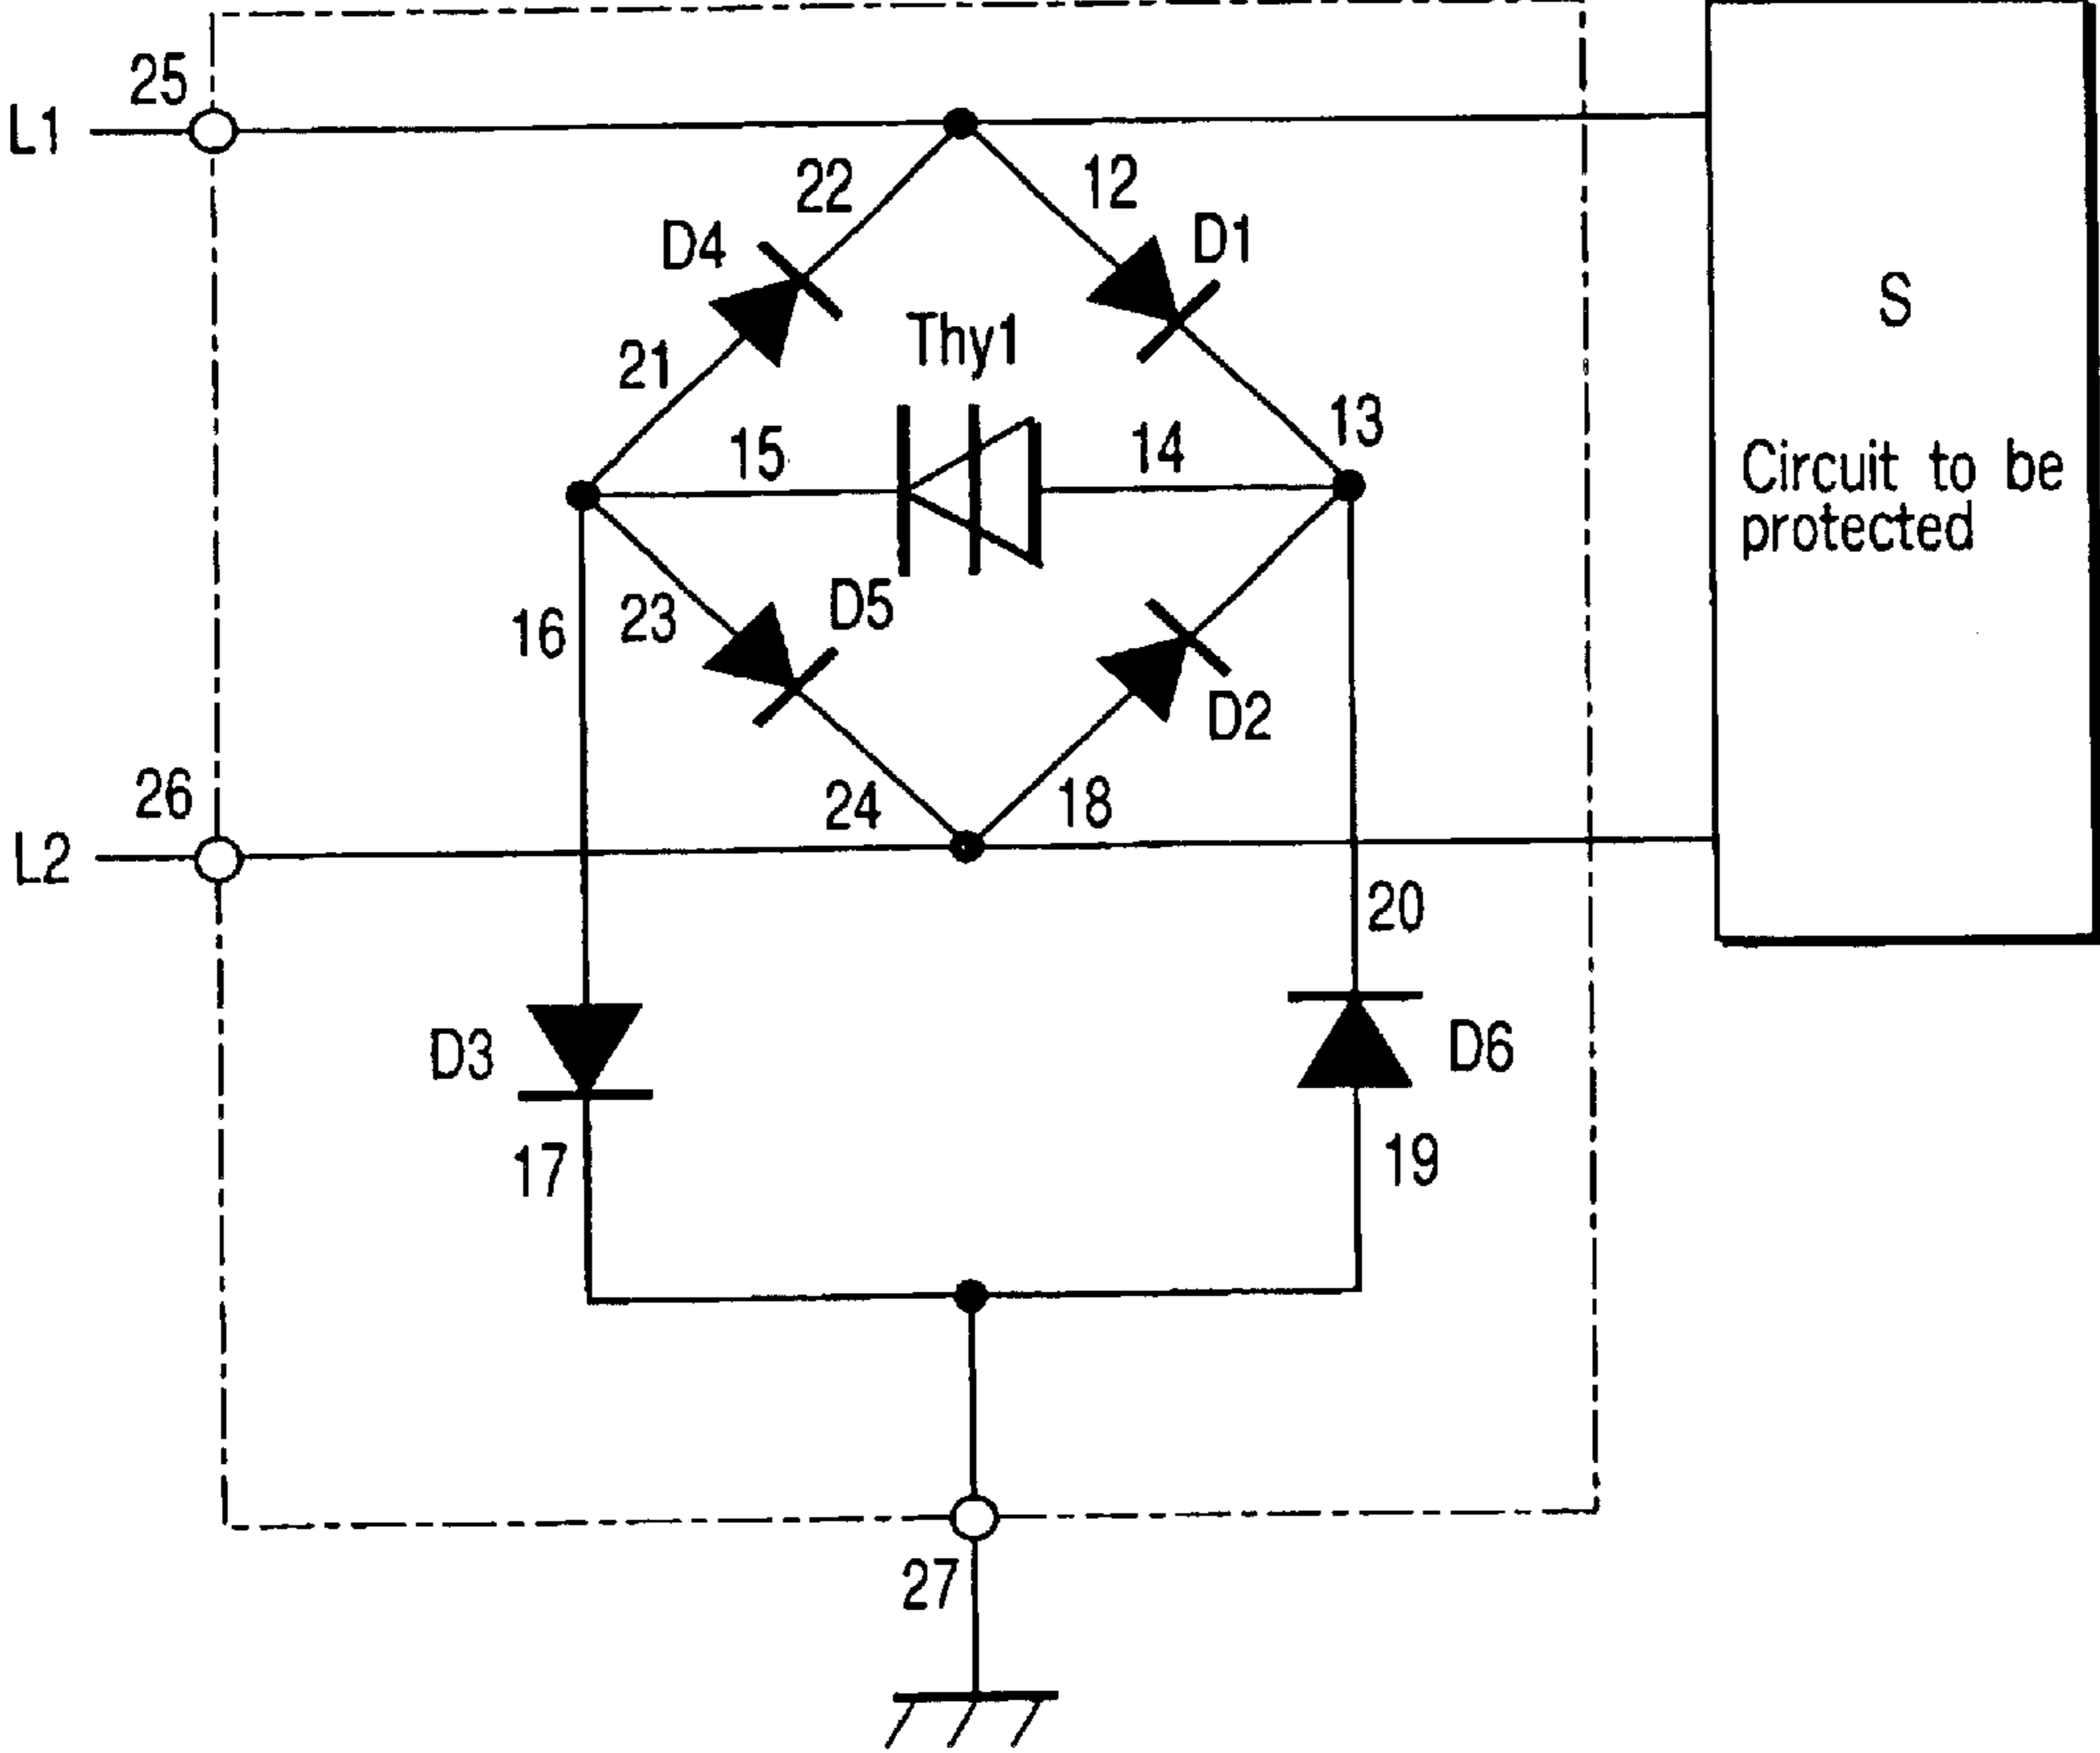 25
L1
22
12
D4
D1
S
Thy1
21
13
15
14
Circuit to be
protected
D5
16
23
D2
26
24
18
L2
20
D3
D6
17
19
27